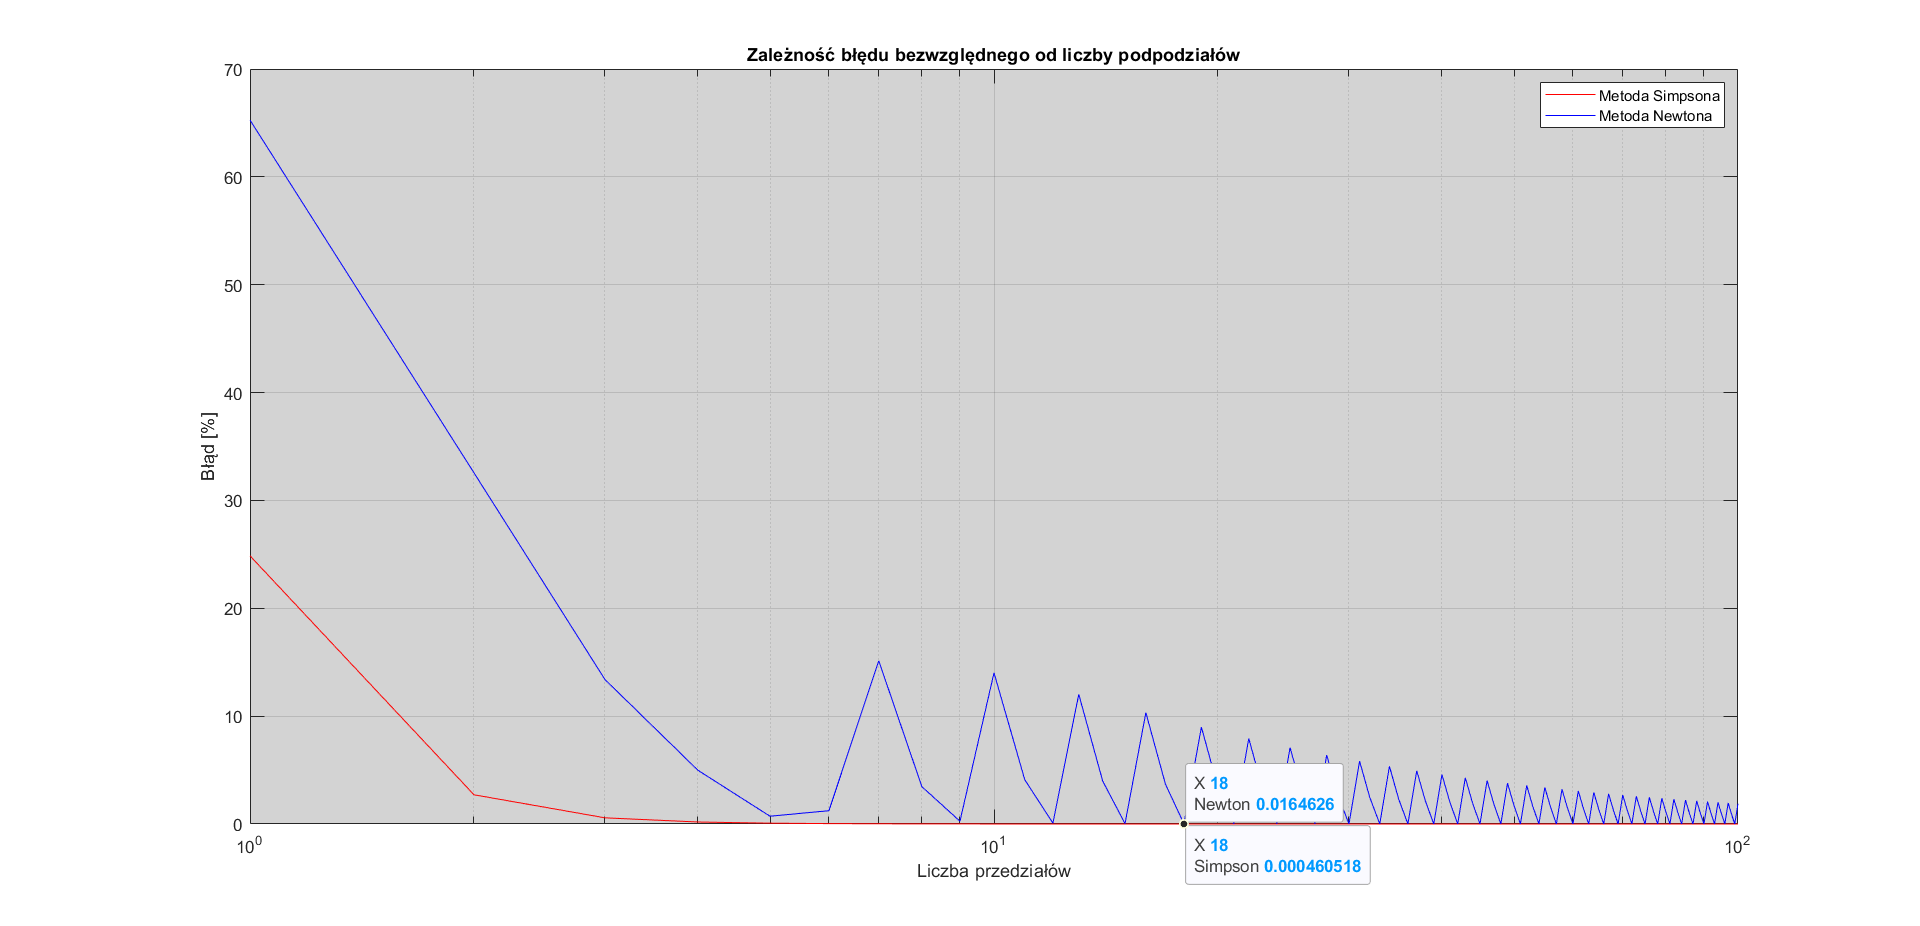 Zależność błędu bezwzględnego od liczby podpodziałów
70
60
50
40
30
20
10
0
Błąd [%]
Metoda Simpsona
Metoda Newtona
X 18
Newton 0.0164626
X 18
Simpson 0.000460518
10^0
10^1
10^2
Liczba przedziałów